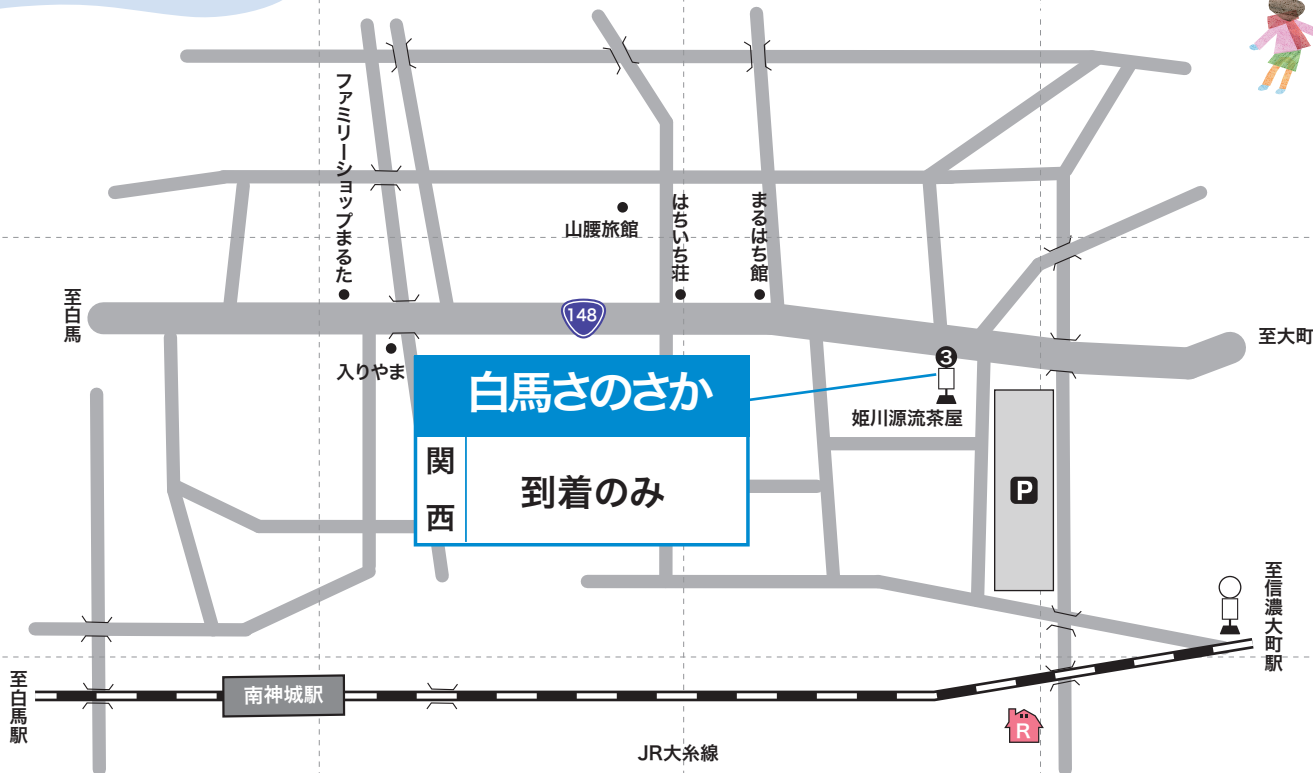 ファミリーショップまるた
山腰旅館
はちいち荘
まるはち館
至白馬
148
至大町
入りやま
3
姫川源流茶屋
白馬さのさか
関西
到着のみ
P
至信濃大町駅
至白馬駅
南神城駅
R
JR大糸線